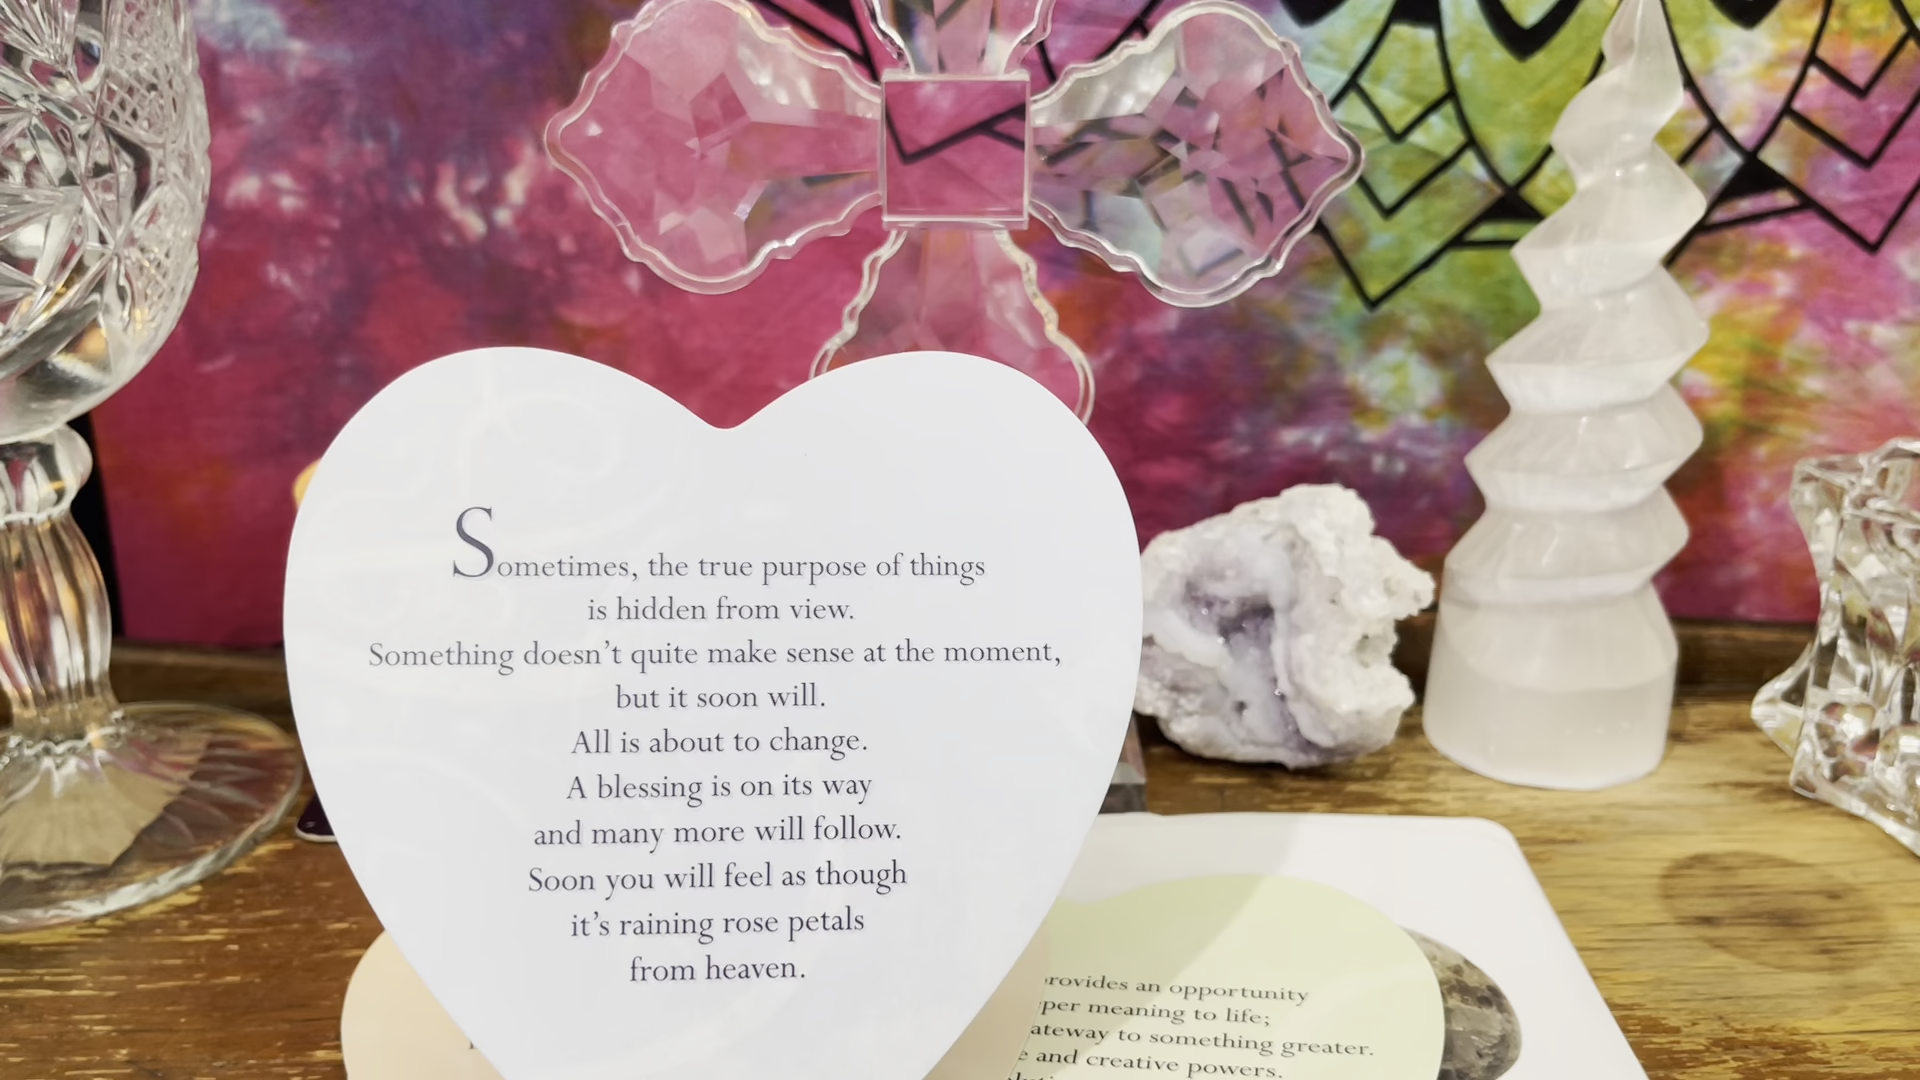 Sometimes, the true purpose of things
is hidden from view.
Something doesn't quite make sense at the moment,
but it soon will.
All is about to change.
A blessing is on its way
and many more will follow.
Soon you will feel as though
it's raining rose petals
from heaven.
an opportunity
meaning to life;
to something greater.
and creative powers.